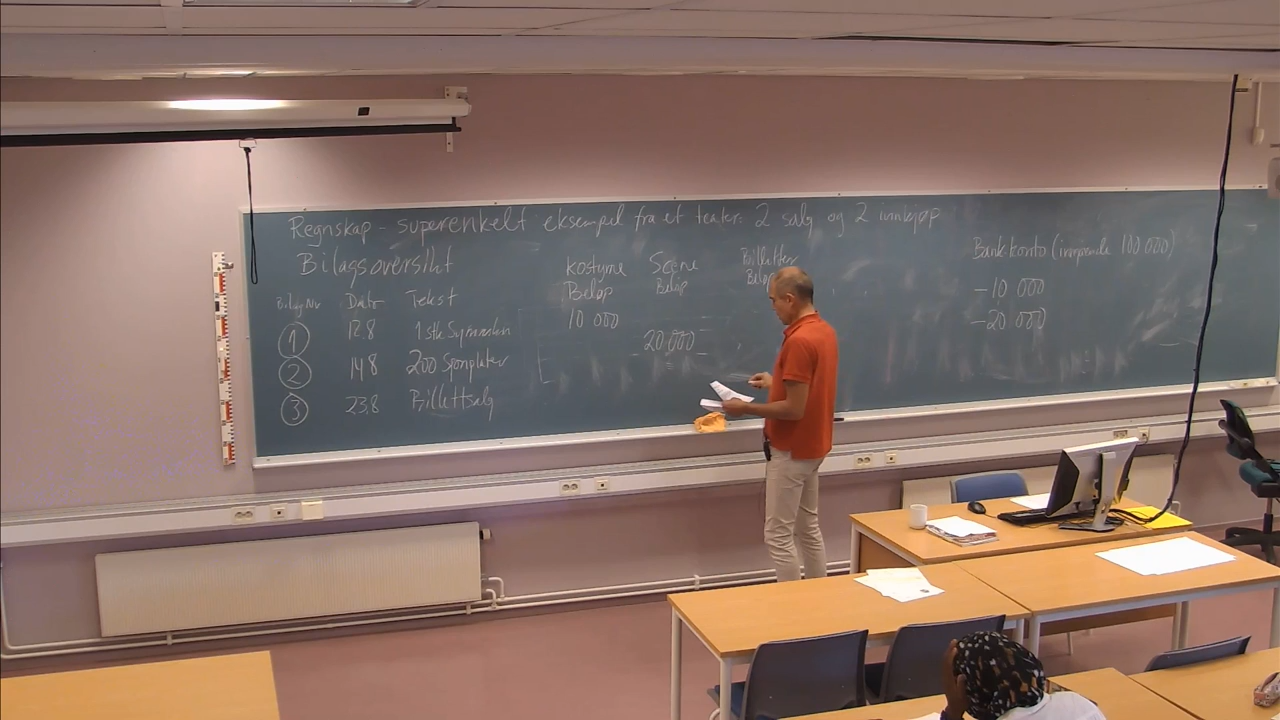 Regnskap - superenkelt eksempel fra et teater: 2 salg og 2 innkjøp
Bilagsoversikt
Bilag Nr Dato Tekst
Kostyme Beløp
Scene Beløp
Billetter Beløp
Bankkonto (inngående 100 000)
1 12.8 1 stk Symaskin 10 000 -10 000
2 14.8 200 Sponplater 20 000 -20 000
3 23.8 Billettsalg